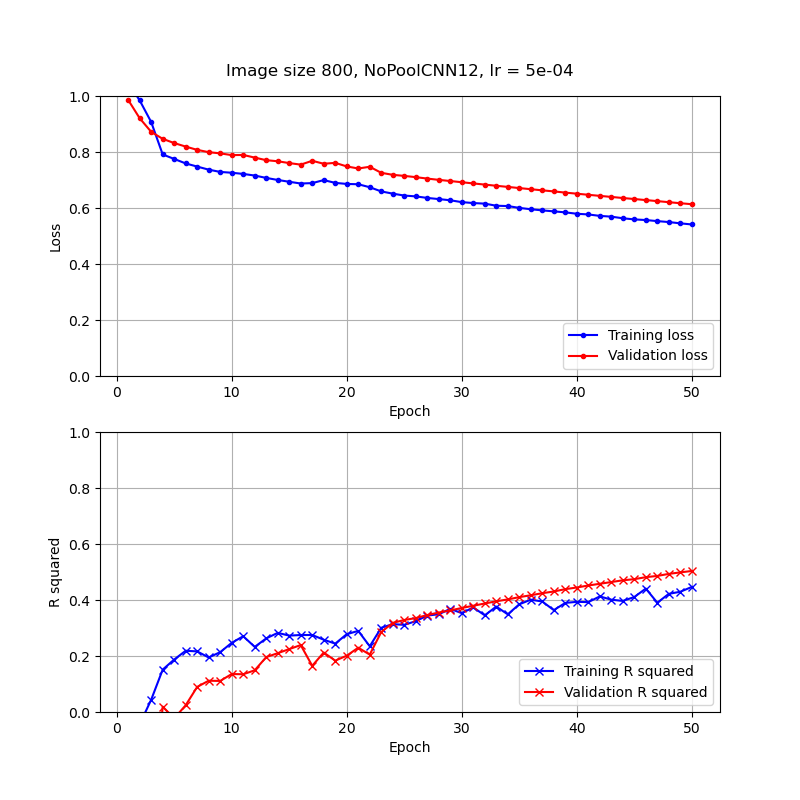 Image size 800, NoPoolCNN12, lr = 5e-04
1.0
0.8
0.6
0.4
0.2
0.0
Loss
Training loss
Validation loss
0 10 20 30 40 50
Epoch
1.0
0.8
0.6
0.4
0.2
0.0
R squared
Training R squared
Validation R squared
0 10 20 30 40 50
Epoch